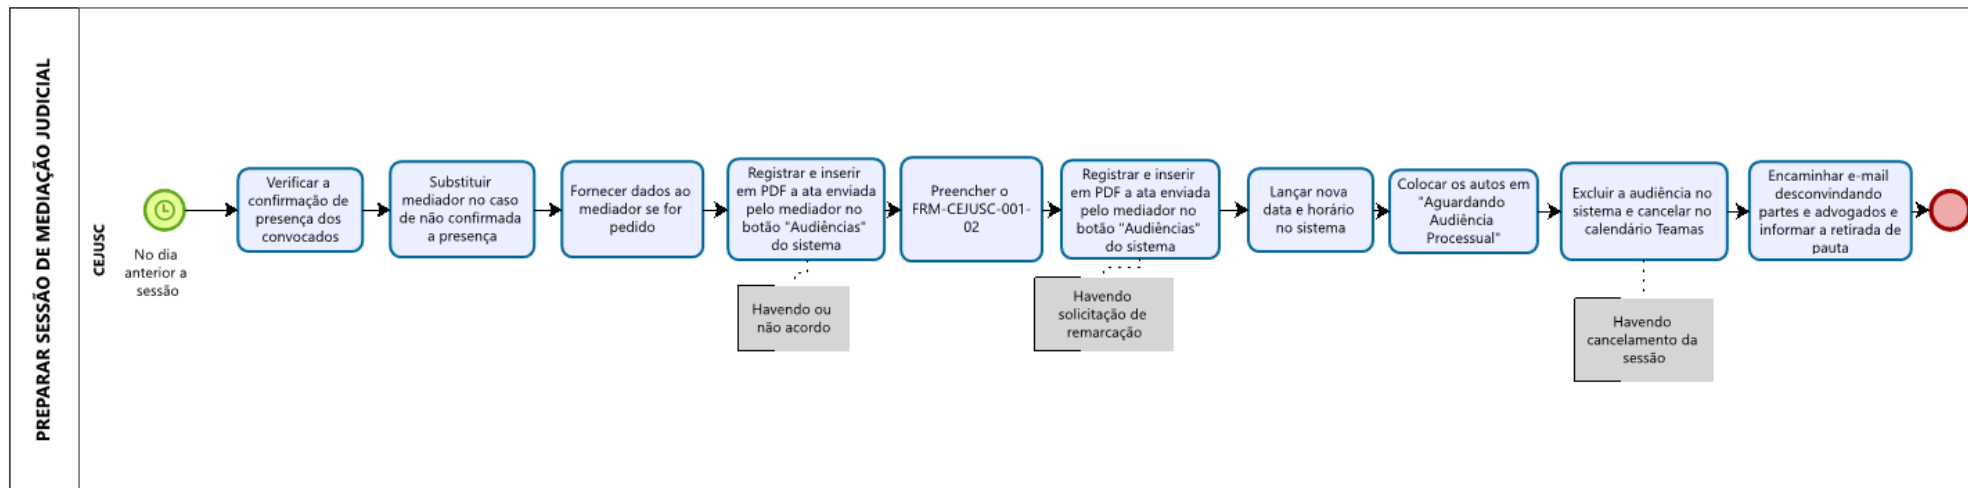 PREPARAR SESSÃO DE MEDIAÇÃO JUDICIAL
CEJUSC
No dia
anterior a
sessão
Verificar a
confirmação de
presença dos
convocados
Substituir
mediador no caso
de não confirmada
a presença
Fornecer dados ao
mediador se for
pedido
Registrar e inserir
em PDF a ata enviada
pelo mediador no
botão "Audiências"
do sistema
Havendo ou
não acordo
Preencher o
FRM-CEJUSC-001-
02
Registrar e inserir
em PDF a ata enviada
pelo mediador no
botão "Audiências"
do sistema
Havendo
solicitação de
remarcação
Lançar nova
data e horário
no sistema
Colocar os autos em
"Aguardando
Audiência
Processual"
Excluir a audiência no
sistema e cancelar no
calendário Teamas
Havendo
cancelamento da
sessão
Encaminhar e-mail
desconvindando
partes e advogados e
informar a retirada de
pauta